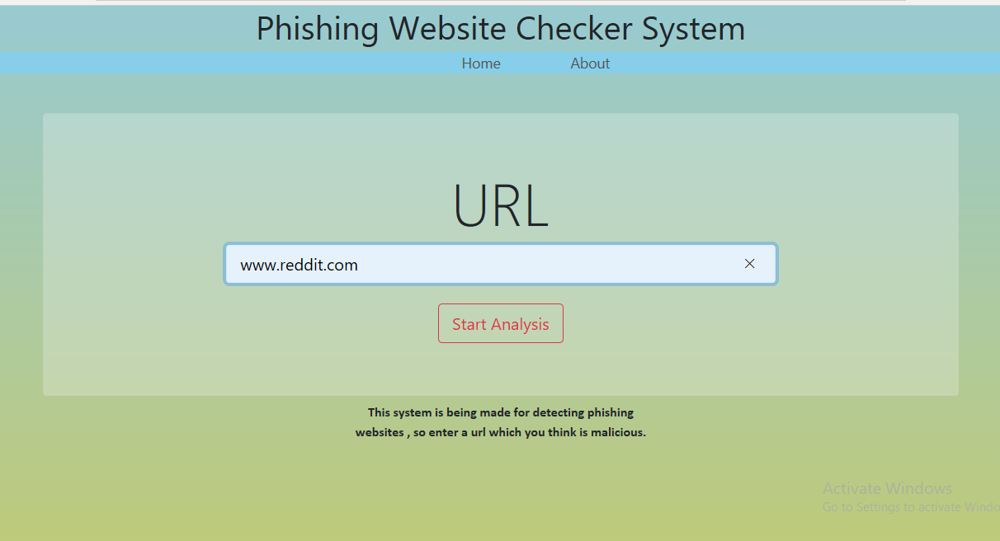 Phishing Website Checker System
Home About
URL
www.reddit.com
Start Analysis
This system is being made for detecting phishing
websites , so enter a url which you think is malicious.
Activate Windows
Go to Settings to activate Windo